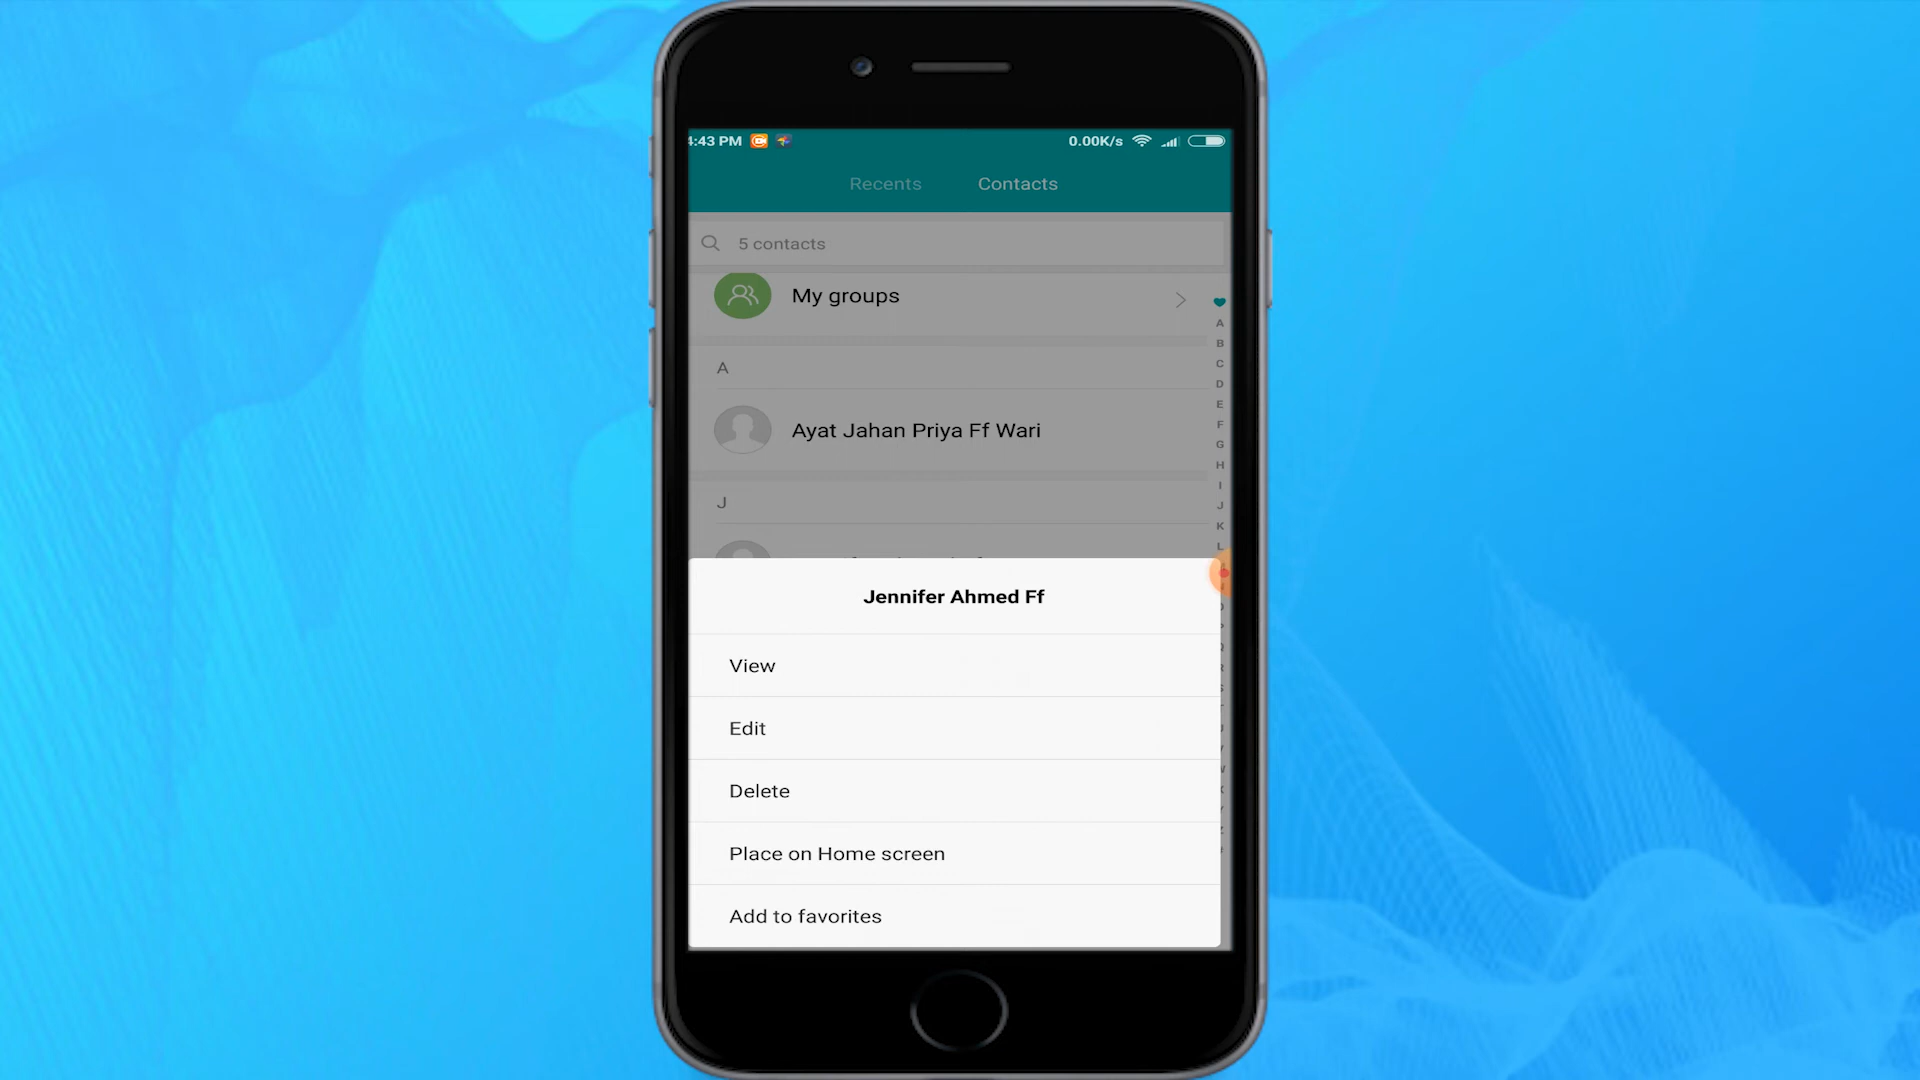 4:43 PM 0.00K/s
Recents Contacts
5 contacts
My groups
A
Ayat Jahan Priya Ff Wari
J
Jennifer Ahmed Ff
View
Edit
Delete
Place on Home screen
Add to favorites
A
B
C
D
E
F
G
H
I
J
K
L